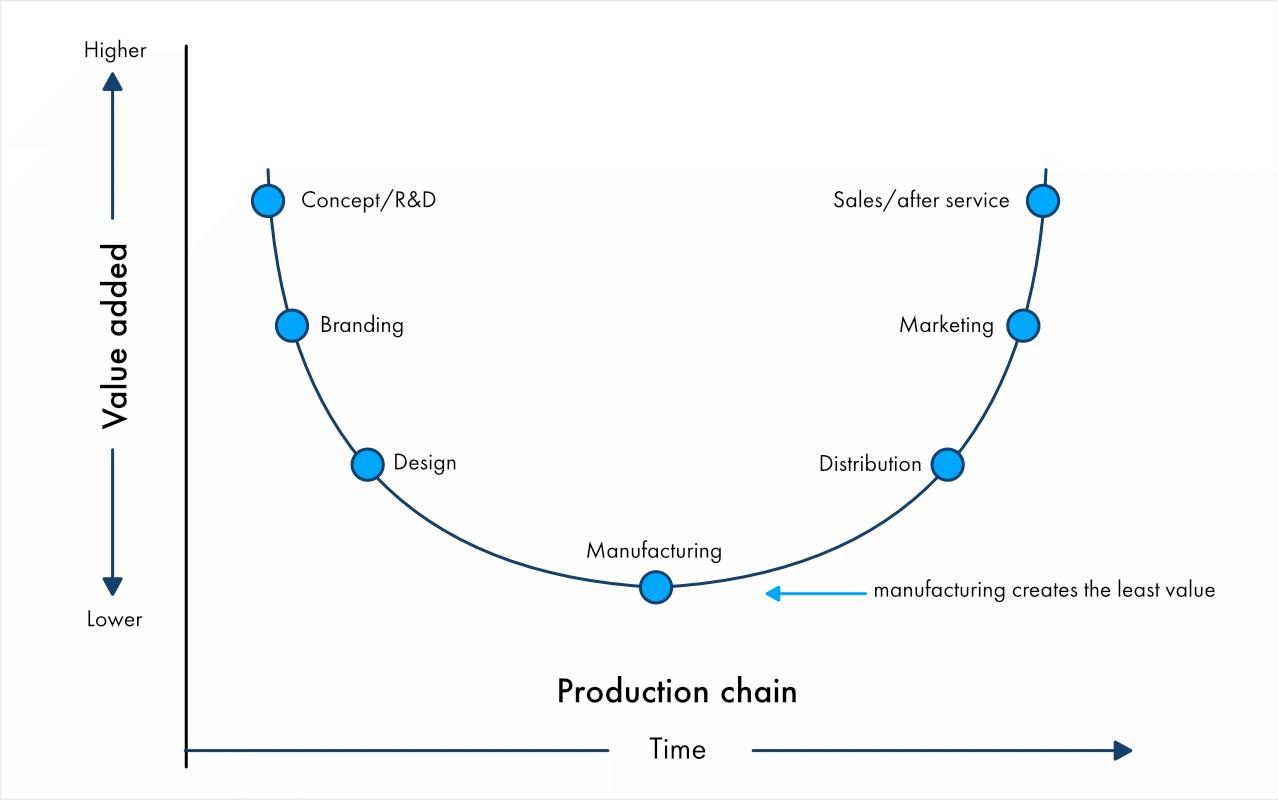 Higher
Value added
Lower
Concept/R&D
Branding
Design
Manufacturing
Distribution
Marketing
Sales/after service
manufacturing creates the least value
Production chain
Time